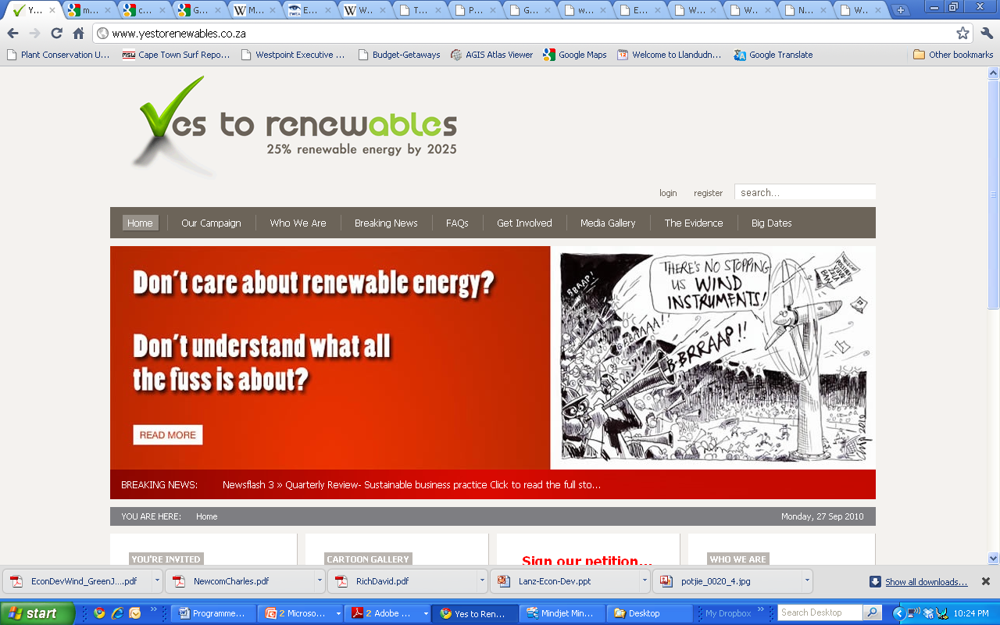 Y...
m...
c...
G...
M...
E...
W...
T...
P...
G...
w...
E...
W...
W...
N...
W...
www.yestorenewables.co.za
Plant Conservation U...
msw Cape Town Surf Repo...
Westpoint Executive ...
Budget-Getaways
AGIS Atlas Viewer
Google Maps
12 Welcome to Llandudn...
Google Translate
Other bookmarks
es to renewables
25% renewable energy by 2025
login register search...
Home Our Campaign Who We Are Breaking News FAQs Get Involved Media Gallery The Evidence Big Dates
Don't care about renewable energy?
Don't understand what all
the fuss is about?
READ MORE
BBRAP!
THERE'S NO STOPPING
US WIND
INSTRUMENTS!
BRAAAA!!
B-BRRAAP!!
BREAKING NEWS: Newsflash 3 » Quarterly Review- Sustainable business practice Click to read the full sto...
YOU ARE HERE: Home Monday, 27 Sep 2010
YOU'RE INVITED
CARTOON GALLERY
Sign our petition...
WHO WE ARE
EconDevWind_GreenJ....pdf
NewcomCharles.pdf
RichDavid.pdf
Lanz-Econ-Dev.ppt
potjie_0020_4.jpg
Show all downloads...
start
Programme...
2 Microso...
2 Adobe ...
Yes to Ren...
Mindjet Min...
Desktop
My Dropbox
Search Desktop
10:24 PM